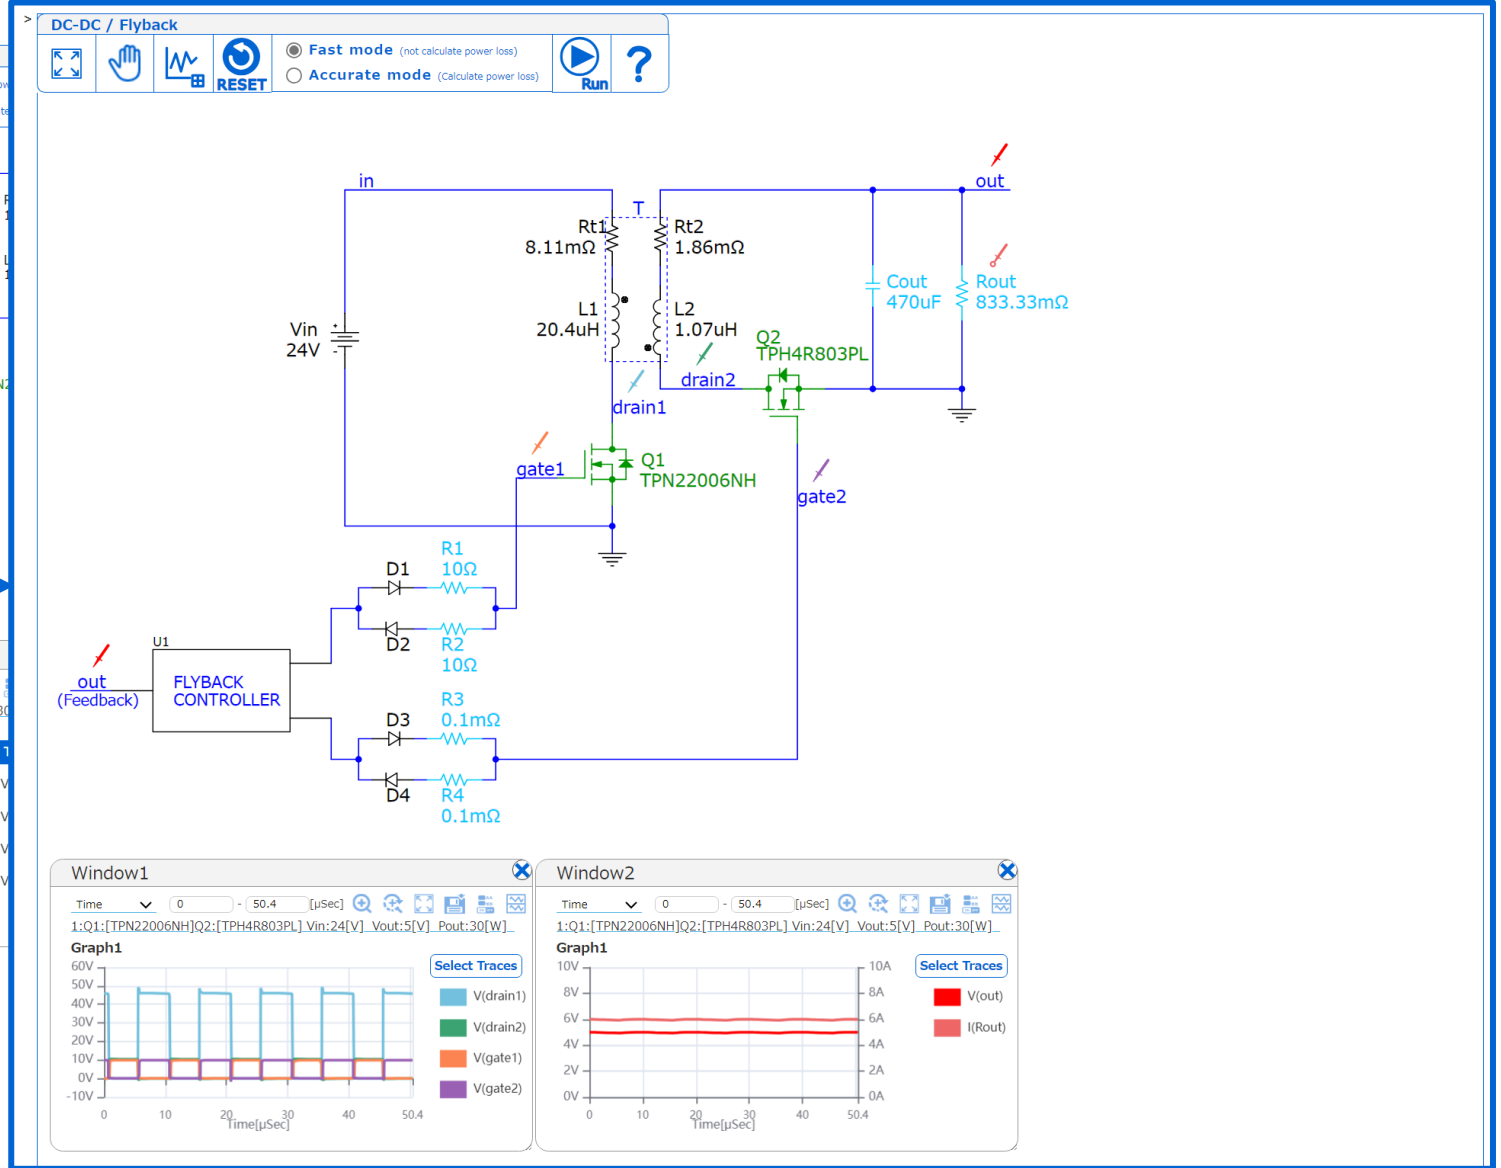 >
DC-DC / Flyback
RESET
Fast mode (not calculate power loss)
Accurate mode (Calculate power loss)
Run
?
in
out
T
Rt1
8.11mΩ
Rt2
1.86mΩ
L1
20.4uH
L2
1.07uH
Vin
24V
+
-
Cout
470uF
Rout
833.33mΩ
Q2
TPH4R803PL
drain2
drain1
gate1
Q1
TPN22006NH
gate2
R1
10Ω
D1
D2
R2
10Ω
U1
out
(Feedback)
FLYBACK
CONTROLLER
R3
0.1mΩ
D3
D4
R4
0.1mΩ
Window1
Time 0 - 50.4 [μSec]
1:Q1:[TPN22006NH]Q2:[TPH4R803PL] Vin:24[V] Vout:5[V] Pout:30[W]
Graph1
Select Traces
60V
50V
40V
30V
20V
10V
0V
-10V
0 10 20 30 40 50.4
Time[μSec]
V(drain1)
V(drain2)
V(gate1)
V(gate2)
Window2
Time 0 - 50.4 [μSec]
1:Q1:[TPN22006NH]Q2:[TPH4R803PL] Vin:24[V] Vout:5[V] Pout:30[W]
Graph1
Select Traces
10V 10A
8V 8A
6V 6A
4V 4A
2V 2A
0V 0A
0 10 20 30 40 50.4
Time[μSec]
V(out)
I(Rout)